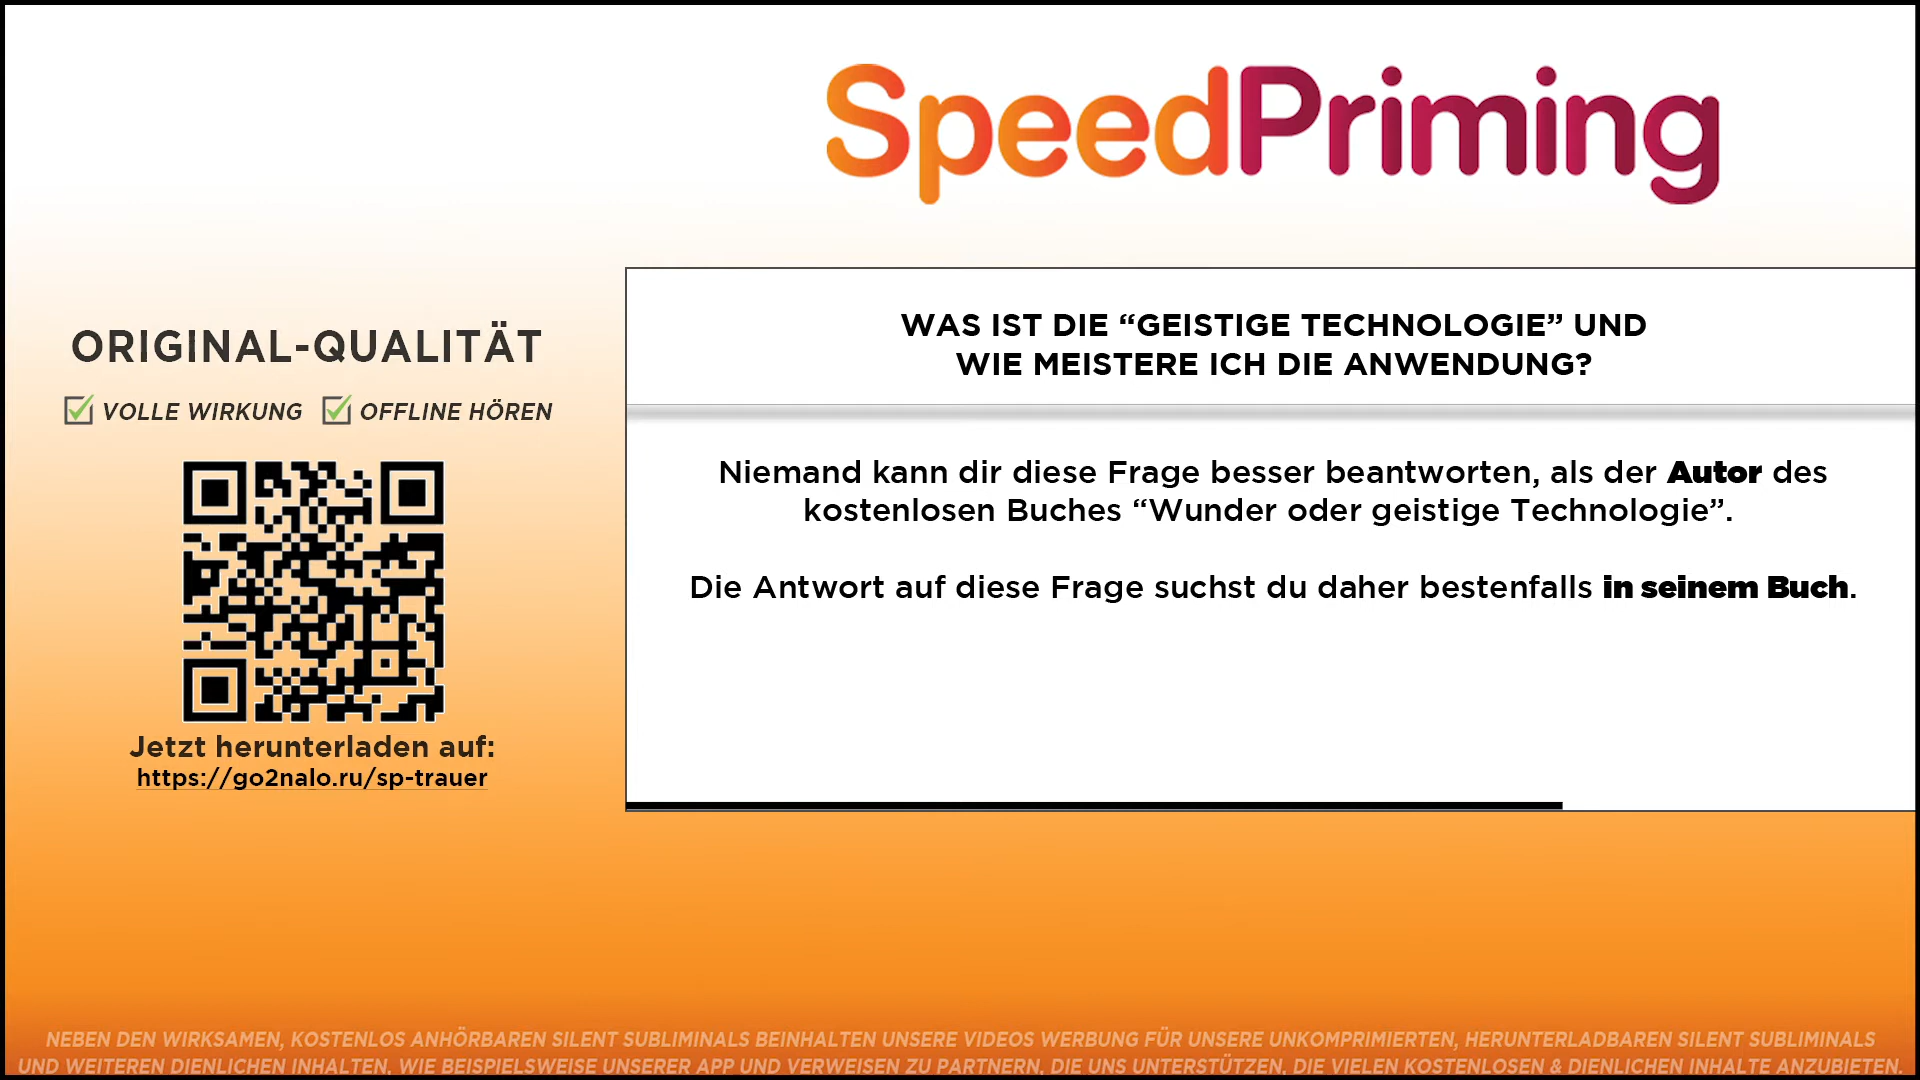 SpeedPriming
ORIGINAL-QUALITÄT
VOLLE WIRKUNG OFFLINE HÖREN
Jetzt herunterladen auf:
https://go2nalo.ru/sp-trauer
WAS IST DIE “GEISTIGE TECHNOLOGIE” UND
WIE MEISTERE ICH DIE ANWENDUNG?
Niemand kann dir diese Frage besser beantworten, als der Autor des
kostenlosen Buches “Wunder oder geistige Technologie”.
Die Antwort auf diese Frage suchst du daher bestenfalls in seinem Buch.
NEBEN DEN WIRKSAMEN, KOSTENLOS ANHÖRBAREN SILENT SUBLIMINALS BEINHALTEN UNSERE VIDEOS WERBUNG FÜR UNSERE UNKOMPRIMIERTEN, HERUNTERLADBAREN SILENT SUBLIMINALS
UND WEITEREN DIENLICHEN INHALTEN, WIE BEISPIELSWEISE UNSERER APP UND VERWEISEN ZU PARTNERN, DIE UNS UNTERSTÜTZEN, DIE VIELEN KOSTENLOSEN & DIENLICHEN INHALTE ANZUBIETEN.